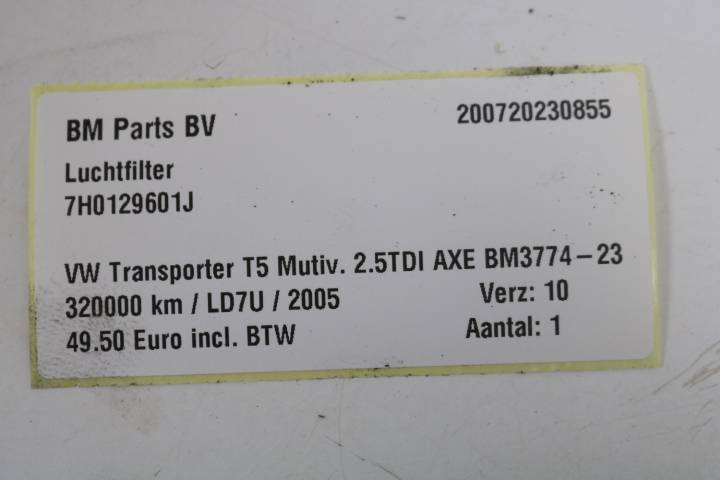 BM Parts BV 200720230855
Luchtfilter
7H0129601J
VW Transporter T5 Mutiv. 2.5TDI AXE BM3774-23
320000 km / LD7U / 2005 Verz: 10
49.50 Euro incl. BTW Aantal: 1